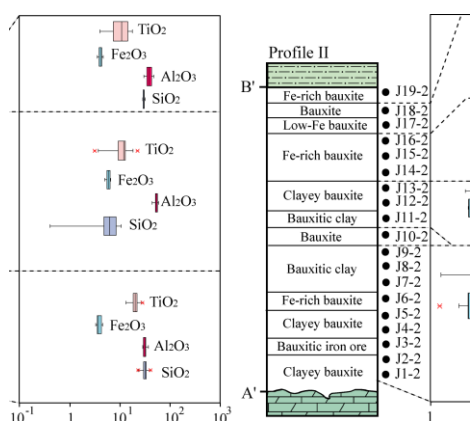 TiO2
Fe2O3
Al2O3
SiO2
TiO2
Fe2O3
Al2O3
SiO2
TiO2
Fe2O3
Al2O3
SiO2
10-1
1
101
102
103
Profile II
B'
Fe-rich bauxite
Bauxite
Low-Fe bauxite
Fe-rich bauxite
Clayey bauxite
Bauxitic clay
Bauxite
Bauxitic clay
Fe-rich bauxite
Clayey bauxite
Bauxitic iron ore
Clayey bauxite
A'
J19-2
J18-2
J17-2
J16-2
J15-2
J14-2
J13-2
J12-2
J11-2
J10-2
J9-2
J8-2
J7-2
J6-2
J5-2
J4-2
J3-2
J2-2
J1-2
1